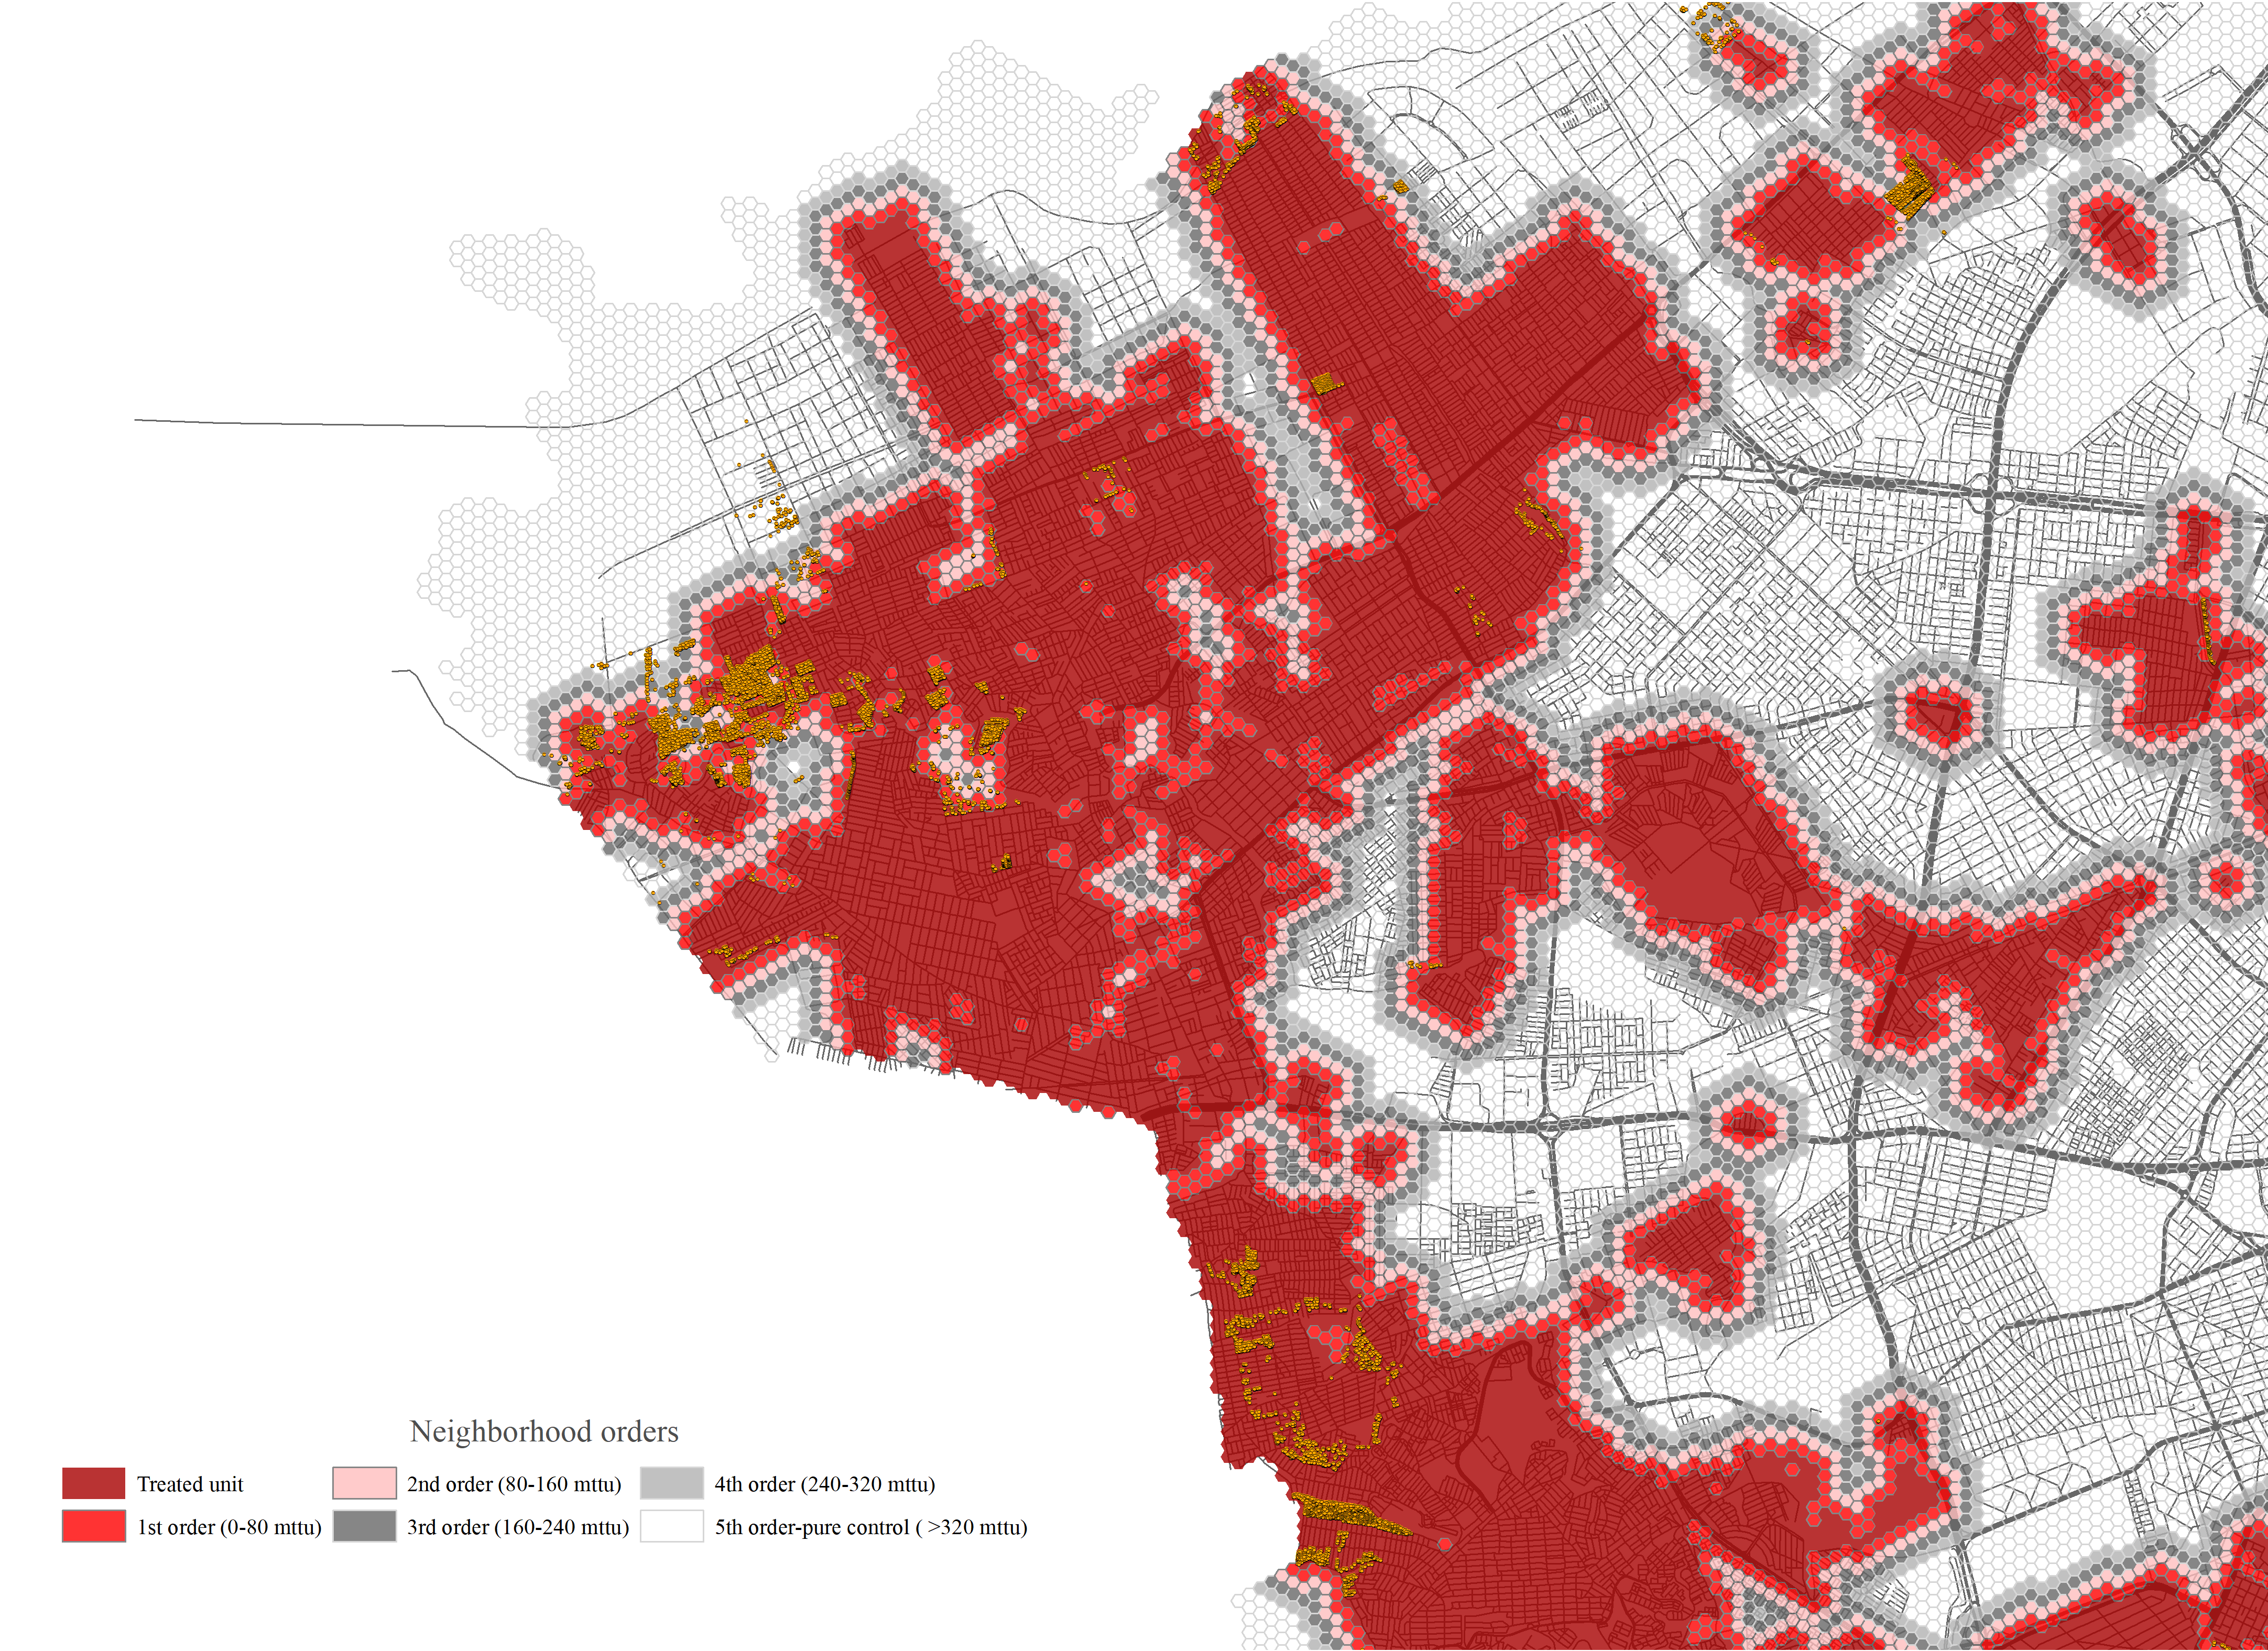 Neighborhood orders
Treated unit
2nd order (80-160 mttu)
4th order (240-320 mttu)
1st order (0-80 mttu)
3rd order (160-240 mttu)
5th order-pure control ( >320 mttu)